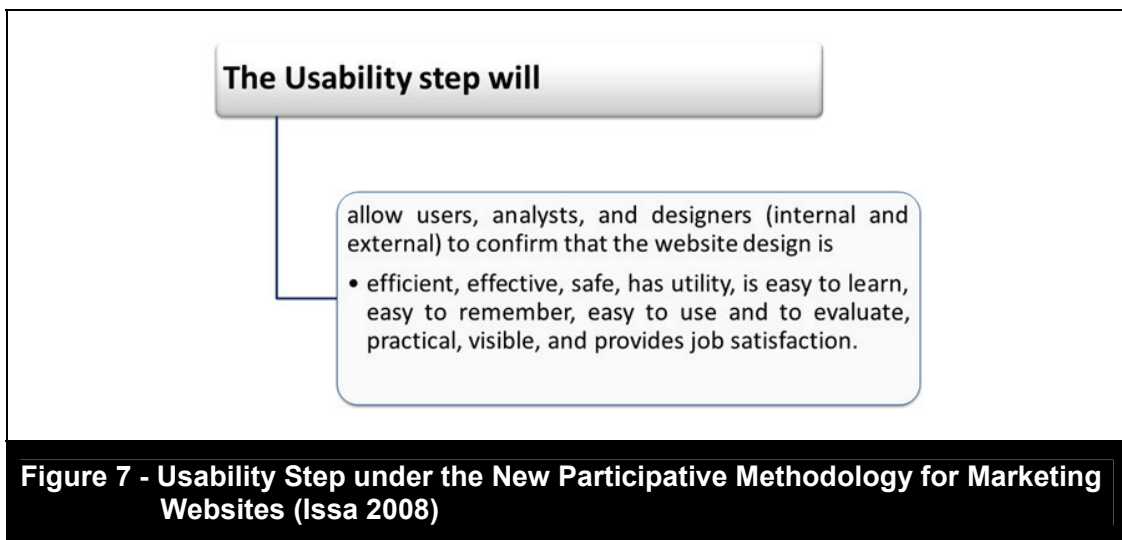 The Usability step will
allow users, analysts, and designers (internal and
external) to confirm that the website design is
• efficient, effective, safe, has utility, is easy to learn,
easy to remember, easy to use and to evaluate,
practical, visible, and provides job satisfaction.
Figure 7 - Usability Step under the New Participative Methodology for Marketing
Websites (Issa 2008)